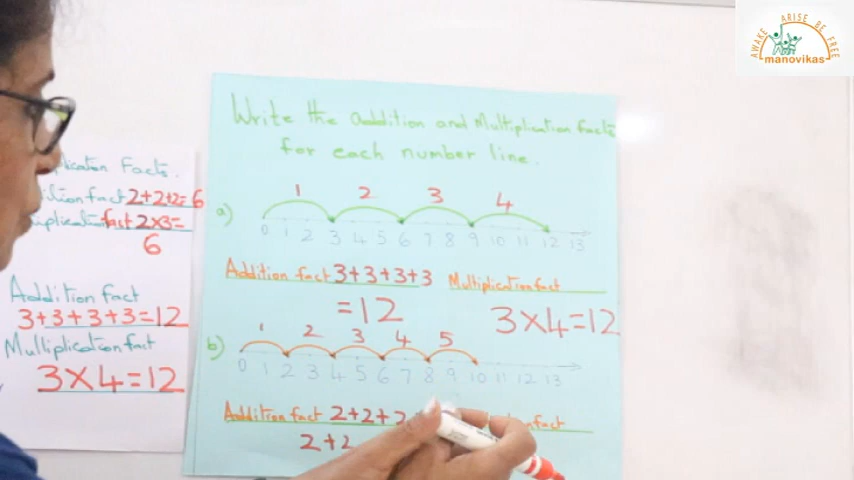 AWAKE ARISE BE FREE
manovikas
Write the addition and Multiplication facts
for each number line.
a)
1 2 3 4
0 1 2 3 4 5 6 7 8 9 10 11 12 13
Addition fact 3+3+3+3
=12
Multiplication fact
3×4=12
b)
1 2 3 4 5
0 1 2 3 4 5 6 7 8 9 10 11 12 13
Addition fact 2+2+2
fact
2+2
Facts.
fact 2+2+2=6
fact 2×3=
6
Addition fact
3+3+3+3=12
Multiplication fact
3×4=12